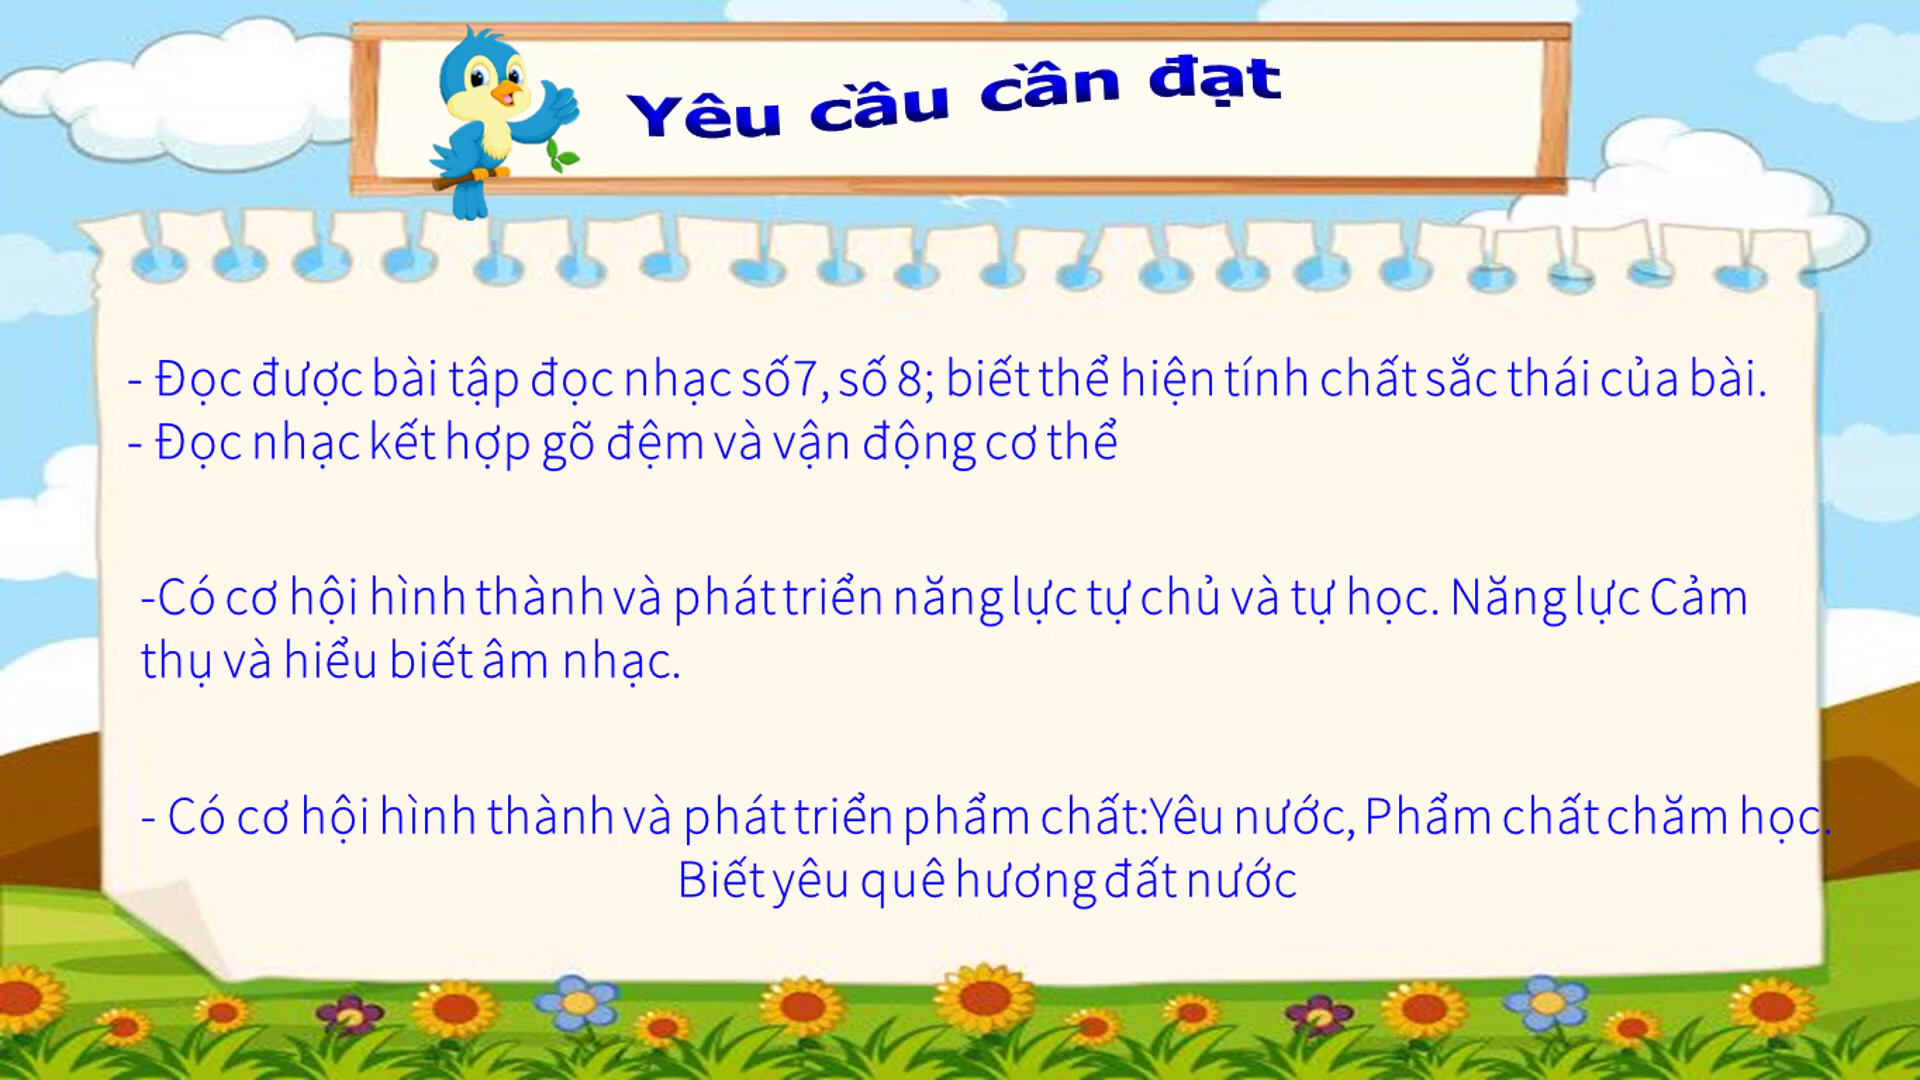 Yêu cầu cần đạt
- Đọc được bài tập đọc nhạc số7, số 8; biết thể hiện tính chất sắc thái của bài.
- Đọc nhạc kết hợp gõ đệm và vận động cơ thể
-Có cơ hội hình thành và phát triển năng lực tự chủ và tự học. Năng lực Cảm
thụ và hiểu biết âm nhạc.
- Có cơ hội hình thành và phát triển phẩm chất:Yêu nước, Phẩm chất chăm học.
Biết yêu quê hương đất nước